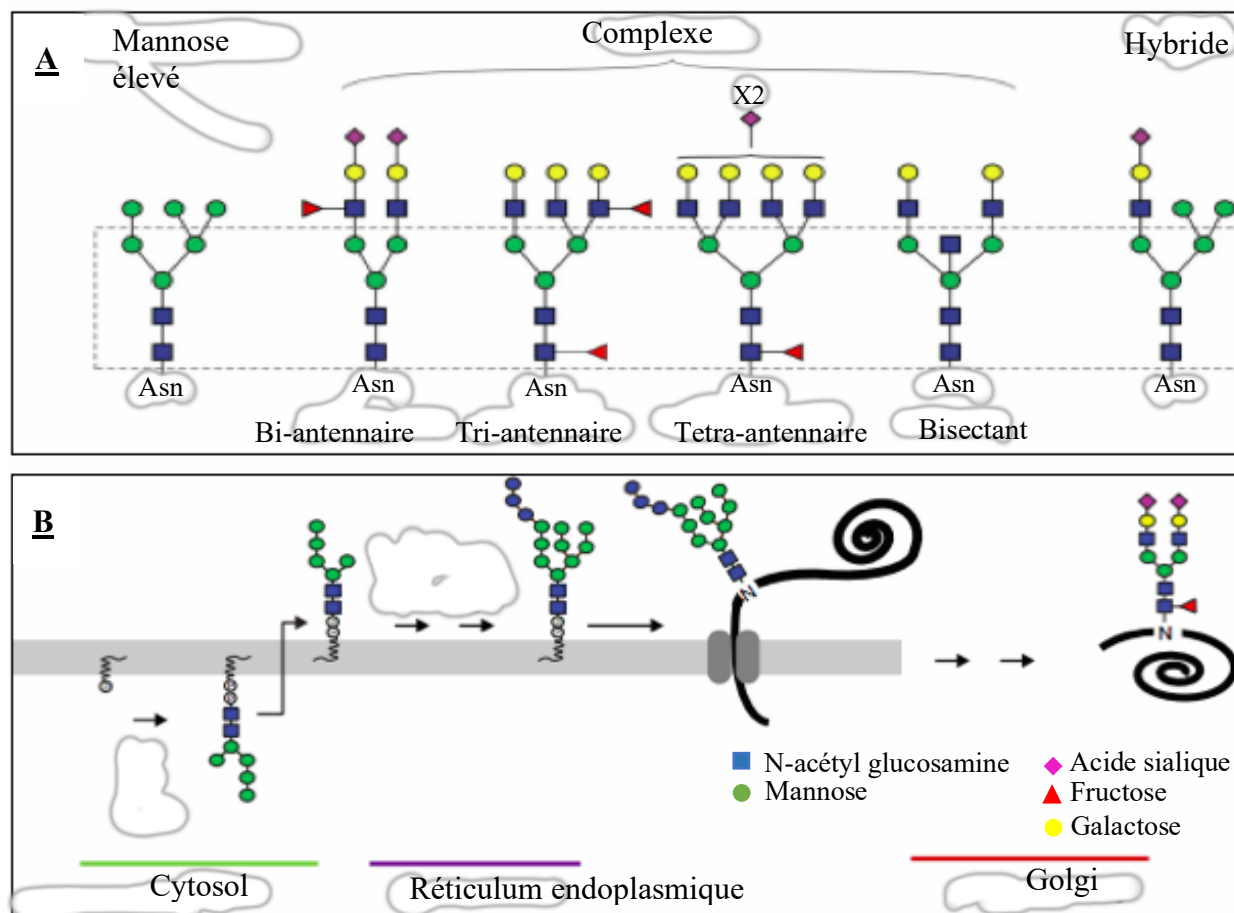 A
Mannose
élevé
Complexe
Hybride
X2
Asn
Asn
Asn
Asn
Asn
Asn
Bi-antennaire
Tri-antennaire
Tetra-antennaire
Bisectant
B
N
N
N-acétyl glucosamine
Mannose
Acide sialique
Fructose
Galactose
Cytosol
Réticulum endoplasmique
Golgi